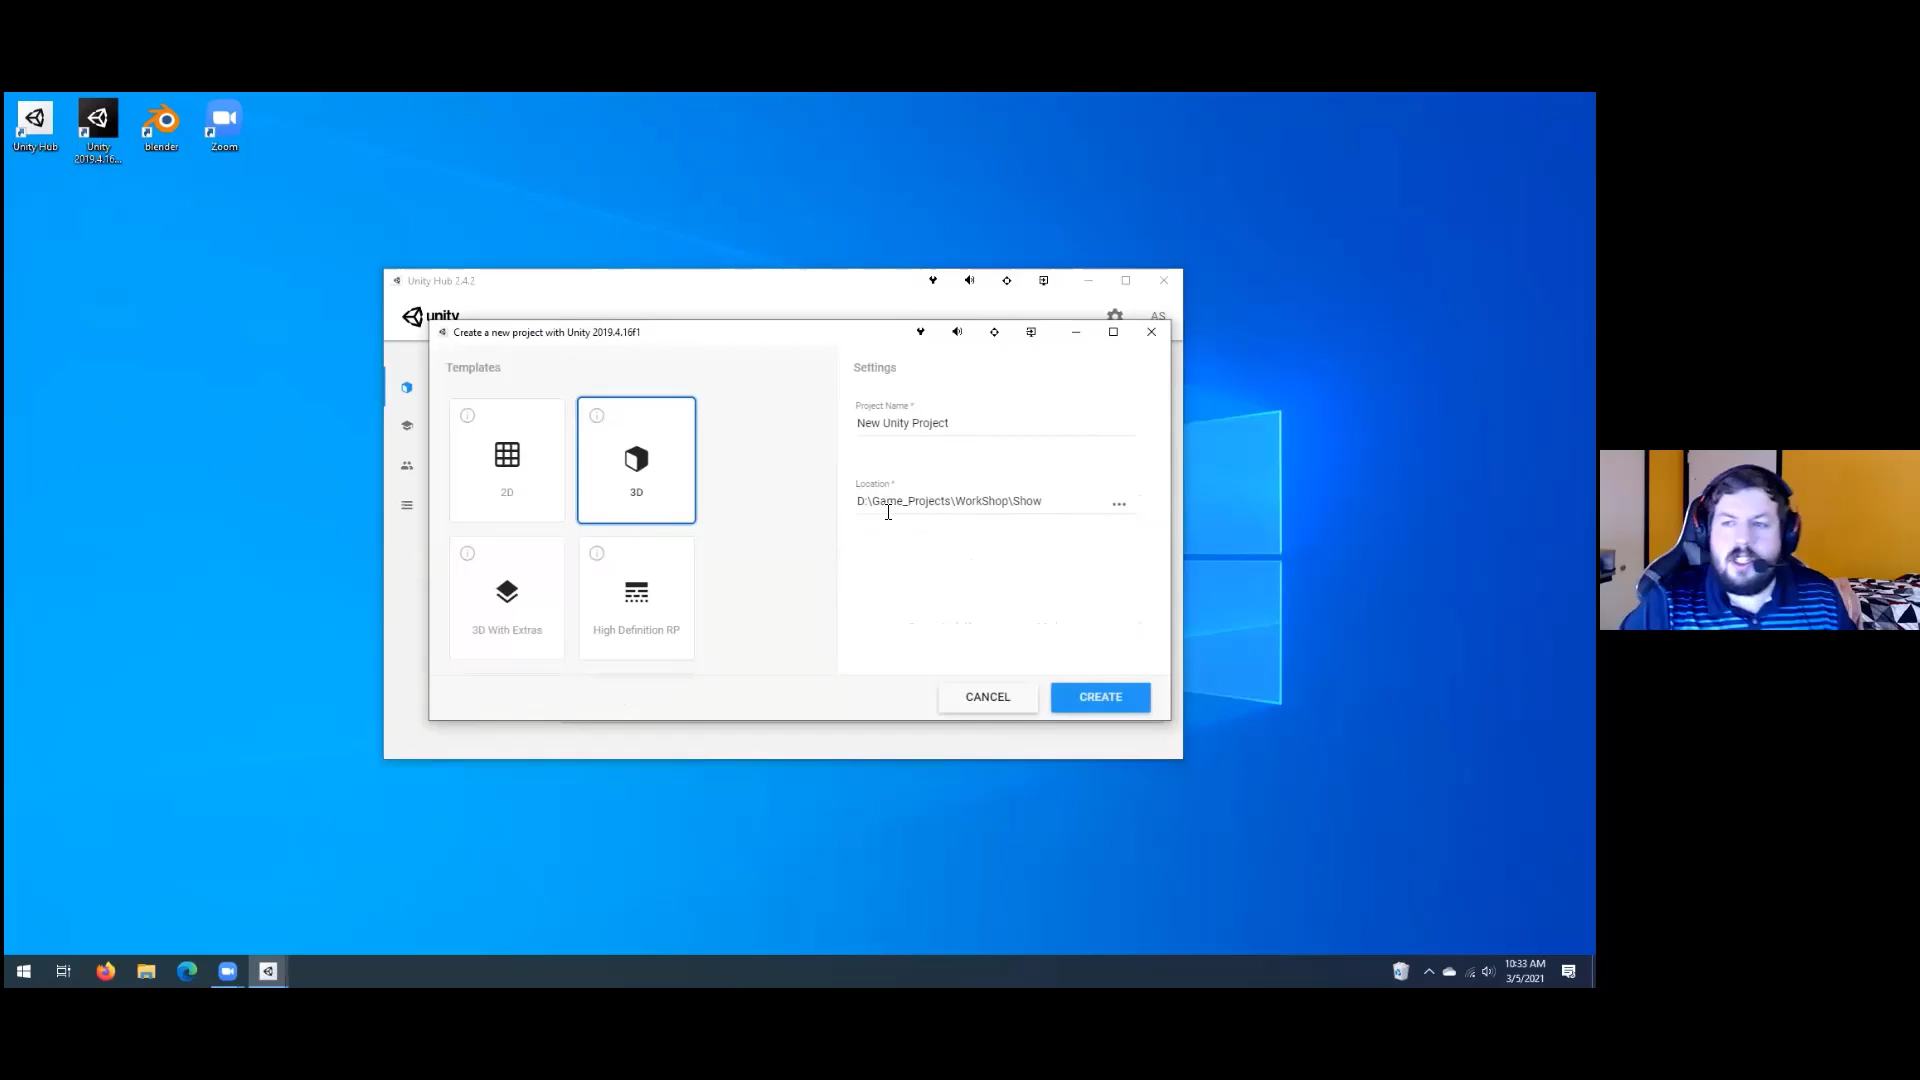 Unity Hub
Unity
2019.4.16...
blender
Zoom
Unity Hub 2.4.2
unity
AS
Create a new project with Unity 2019.4.16f1
Templates
Settings
2D
3D
3D With Extras
High Definition RP
Project Name *
New Unity Project
Location *
D:\Game_Projects\WorkShop\Show
CANCEL
CREATE
10:33 AM
3/5/2021